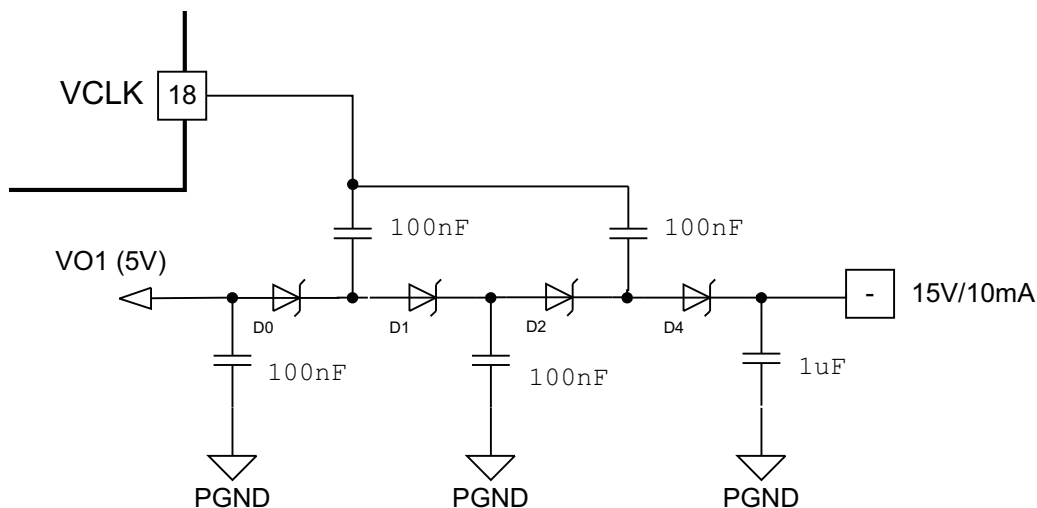 VCLK 18
100nF 100nF
VO1 (5V)
- 15V/10mA
D0 D1 D2 D4
100nF 100nF 1uF
PGND PGND PGND